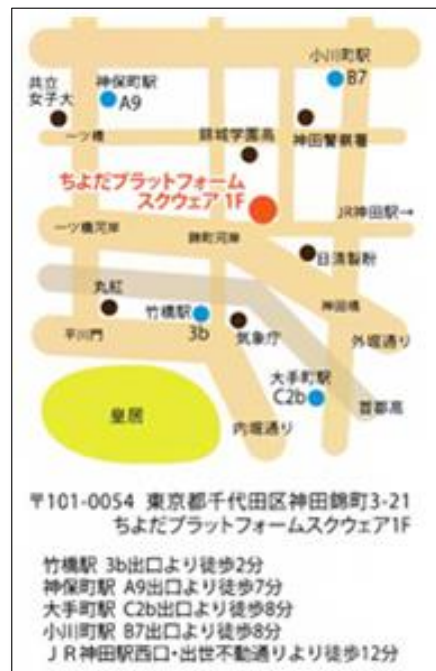 小川町駅
B7
共立
女子大
神保町駅
A9
一ツ橋
錦城学園高
神田警察署
ちよだプラットフォーム
スクウェア 1F
JR神田駅→
一ツ橋河岸
錦町河岸
日清製粉
丸紅
竹橋駅
3b
神田橋
平川門
気象庁
外堀通り
大手町駅
C2b
首都高
皇居
内堀通り
〒101-0054 東京都千代田区神田錦町3-21
ちよだプラットフォームスクウェア1F
竹橋駅 3b出口より徒歩2分
神保町駅 A9出口より徒歩7分
大手町駅 C2b出口より徒歩8分
小川町駅 B7出口より徒歩8分
ＪＲ神田駅西口・出世不動通りより徒歩12分